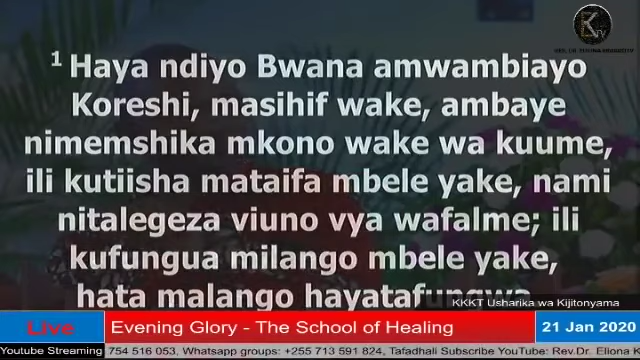 1 Haya ndiyo Bwana amwambiayo
Koreshi, masihif wake, ambaye
nimemshika mkono wake wa kuume,
ili kutiisha mataifa mbele yake, nami
nitalegeza viuno vya wafalme; ili
kufungua milango mbele yake,
hata malango hayatafungwa.
KKKT Usharika wa Kijitonyama
Live
Evening Glory - The School of Healing
21 Jan 2020
Youtube Streaming
754 516 053, Whatsapp groups: +255 713 591 824, Tafadhali Subscribe YouTube: Rev.Dr. Eliona K